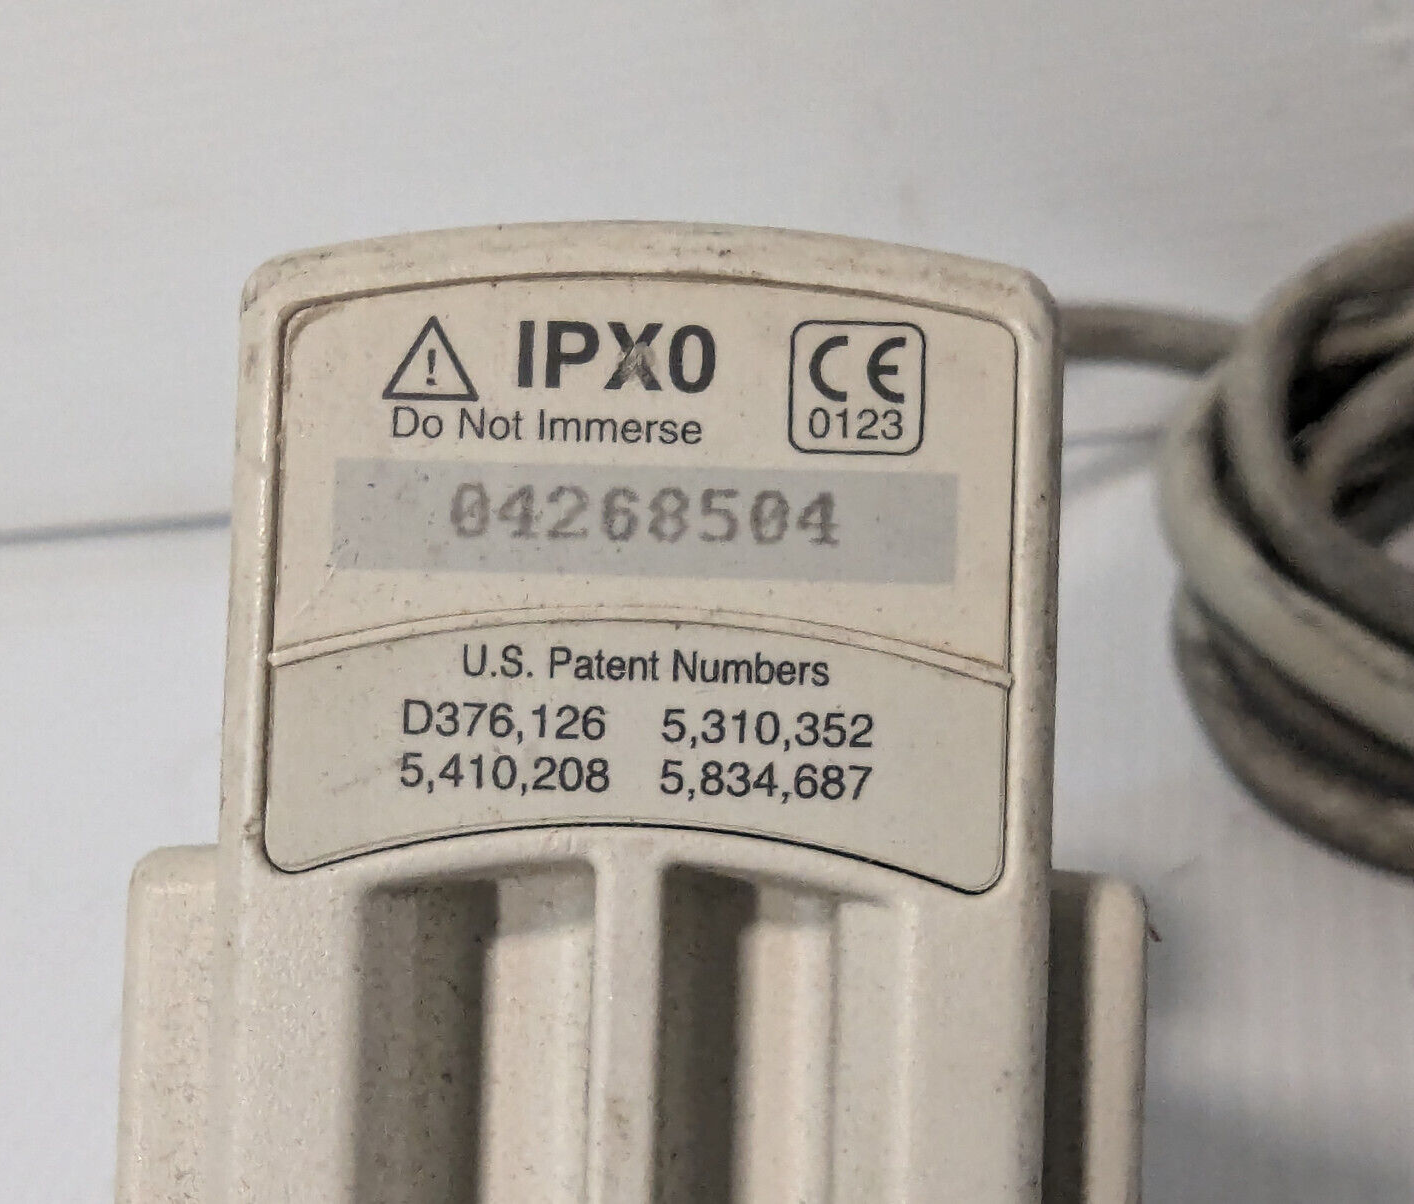 IPX0
Do Not Immerse
CE
0123
04268504
U.S. Patent Numbers
D376,126 5,310,352
5,410,208 5,834,687